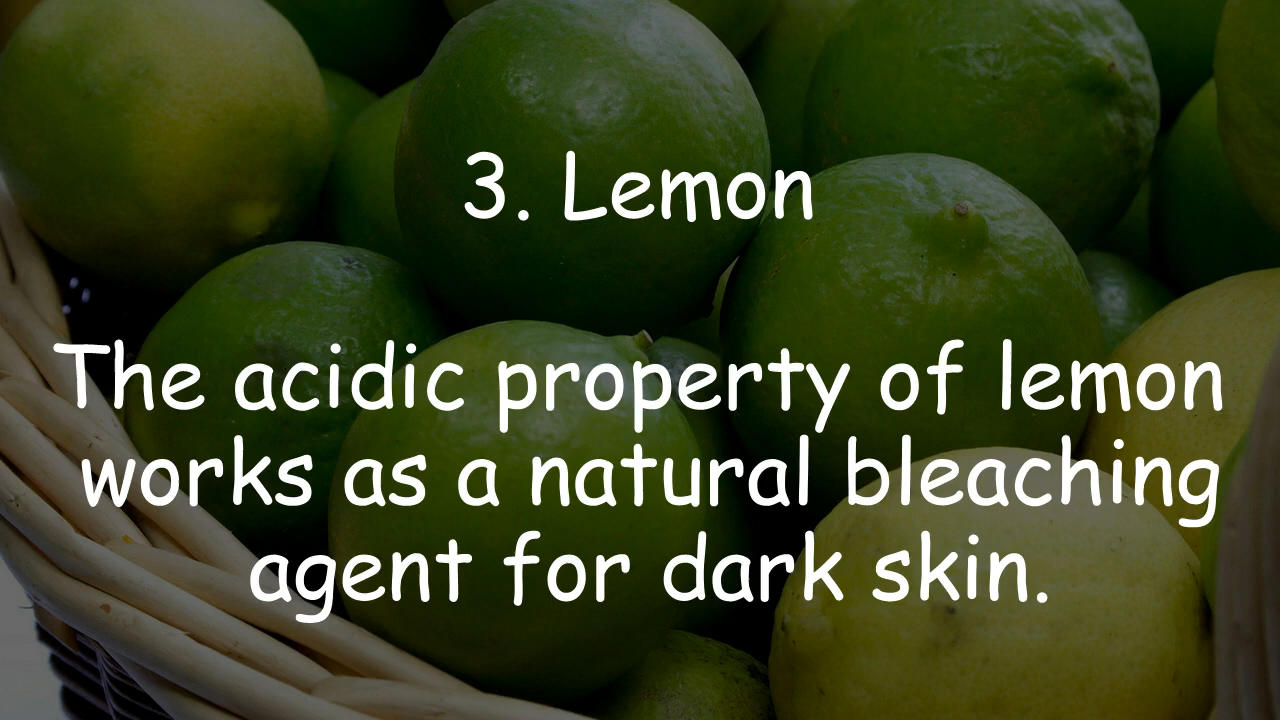 3. Lemon
The acidic property of lemon
works as a natural bleaching
agent for dark skin.